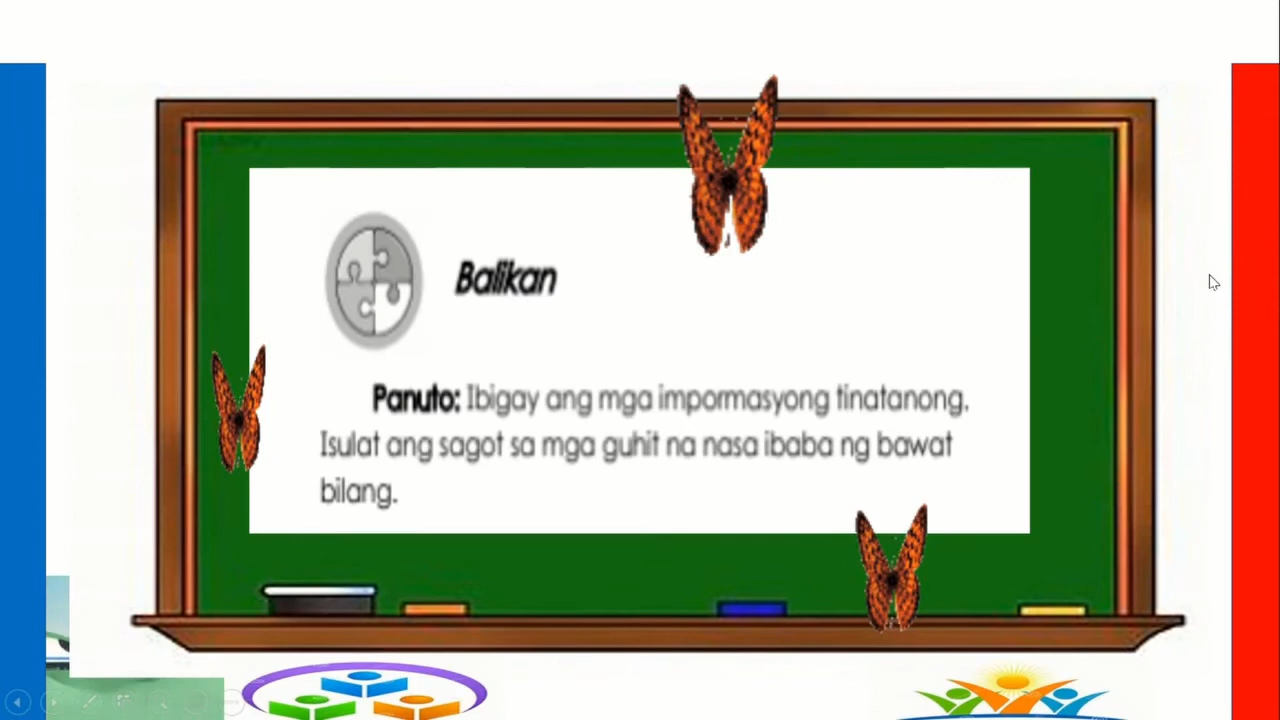 Balikan
Panuto: Ibigay ang mga impormasyong tinatanong.
Isulat ang sagot sa mga guhit na nasa ibaba ng bawat
bilang.